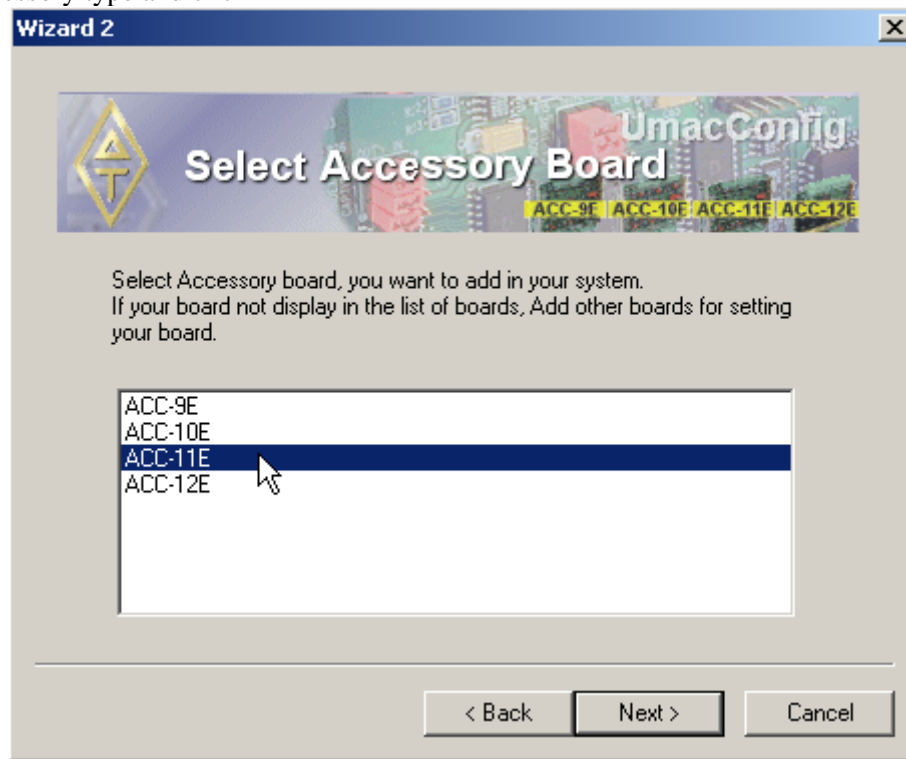 Wizard 2
UmacConfig
Select Accessory Board
ACC-9E ACC-10E ACC-11E ACC-12E
Select Accessory board, you want to add in your system.
If your board not display in the list of boards, Add other boards for setting
your board.
ACC-9E
ACC-10E
ACC-11E
ACC-12E
< Back
Next >
Cancel